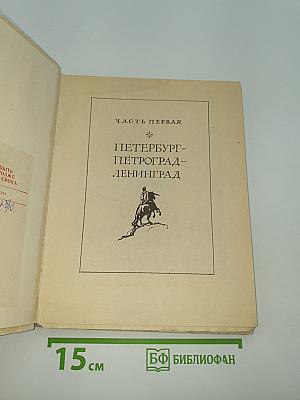 ЧАСТЬ ПЕРВАЯ
ПЕТЕРБУРГ–
ПЕТРОГРАД–
ЛЕНИНГРАД
15 см
БФ БИБЛИОФАН